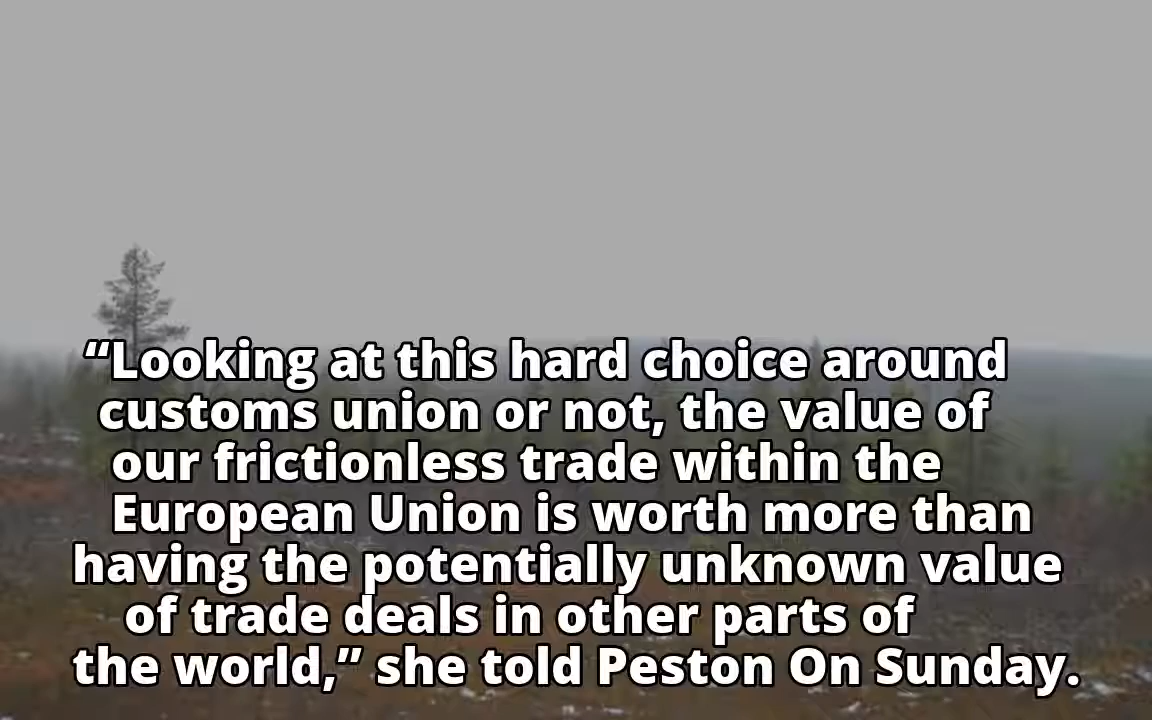 “Looking at this hard choice around
customs union or not, the value of
our frictionless trade within the
European Union is worth more than
having the potentially unknown value
of trade deals in other parts of
the world,” she told Peston On Sunday.